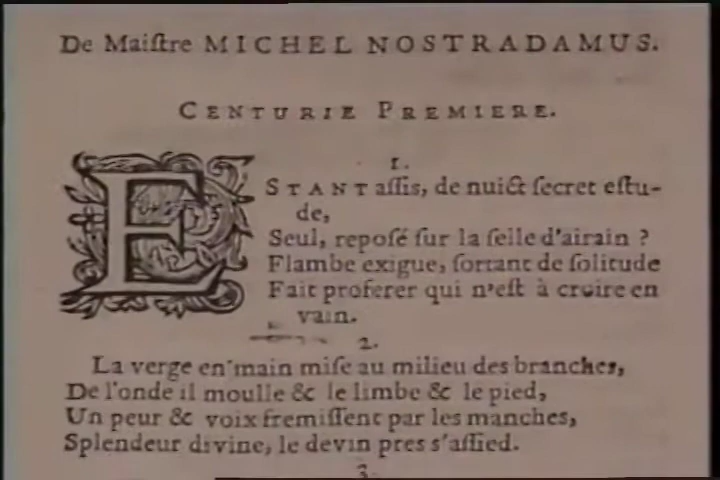 De Maiſtre MICHEL NOSTRADAMUS.
CENTURIE PREMIERE.
1.
ESTANT aſſis, de nuict ſecret eſtu-
de,
Seul, repoſé ſur la ſelle d'airain ?
Flambe exigue, ſortant de ſolitude
Fait proferer qui n'eſt à croire en
vain.
2.
La verge en main miſe au milieu des branches,
De l'onde il moulle & le limbe & le pied,
Un peur & voix fremiſſent par les manches,
Splendeur divine, le devin pres s'aſſied.
3.